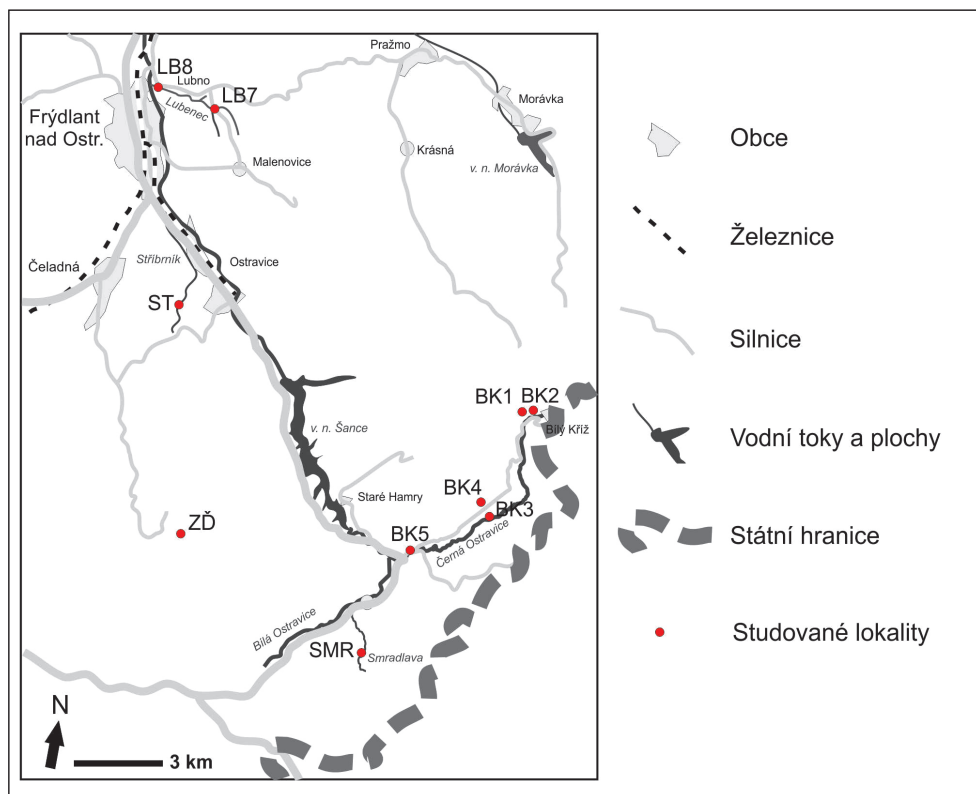 Pražmo
LB8
Lubno
LB7
Lubenec
Morávka
Frýdlant
nad Ostr.
Krásná
Malenovice
v. n. Morávka
Čeladná
Stříbrník
Ostravice
ST
BK1
BK2
Bílý Kříž
v. n. Šance
BK4
Staré Hamry
BK3
ZĎ
BK5
Černá Ostravice
Bílá Ostravice
SMR
Smradlava
N
3 km
Obce
Železnice
Silnice
Vodní toky a plochy
Státní hranice
Studované lokality